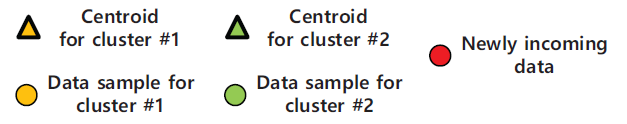 Centroid
for cluster #1
Centroid
for cluster #2
Newly incoming
data
Data sample for
cluster #1
Data sample for
cluster #2